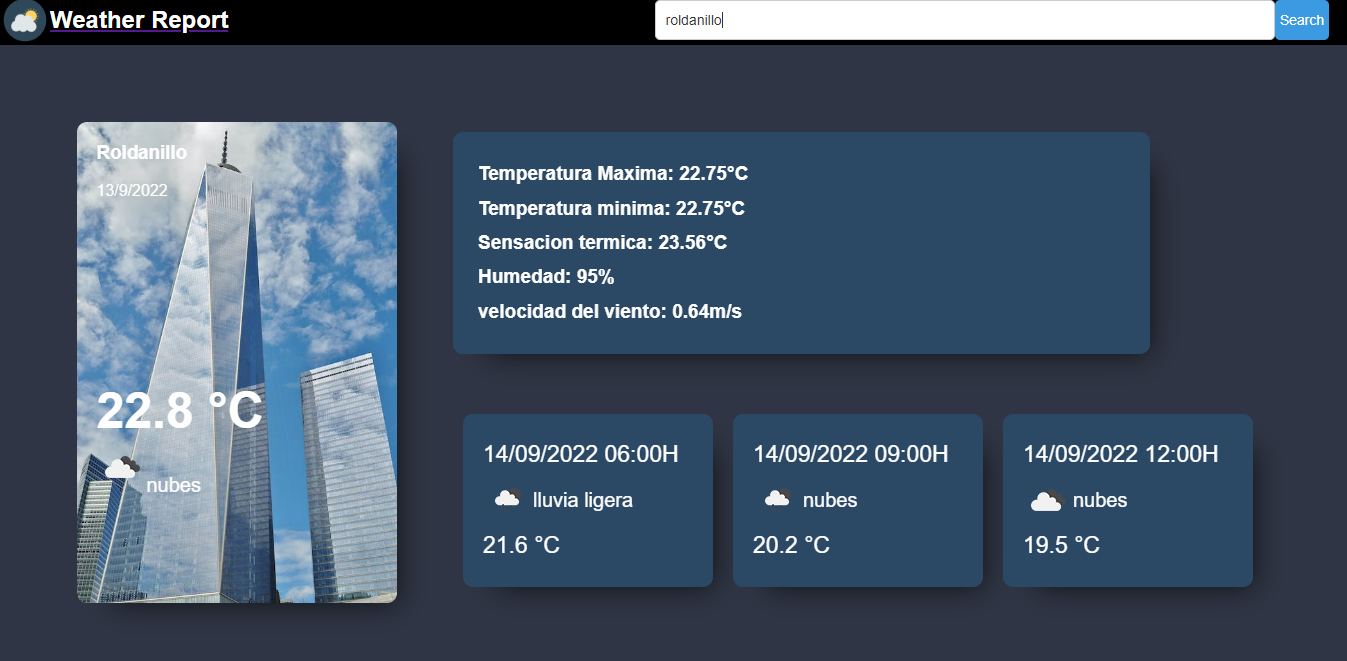 Weather Report
roldanillo
Search
Roldanillo
13/9/2022
22.8 °C
nubes
Temperatura Maxima: 22.75°C
Temperatura minima: 22.75°C
Sensacion termica: 23.56°C
Humedad: 95%
velocidad del viento: 0.64m/s
14/09/2022 06:00H
lluvia ligera
21.6 °C
14/09/2022 09:00H
nubes
20.2 °C
14/09/2022 12:00H
nubes
19.5 °C